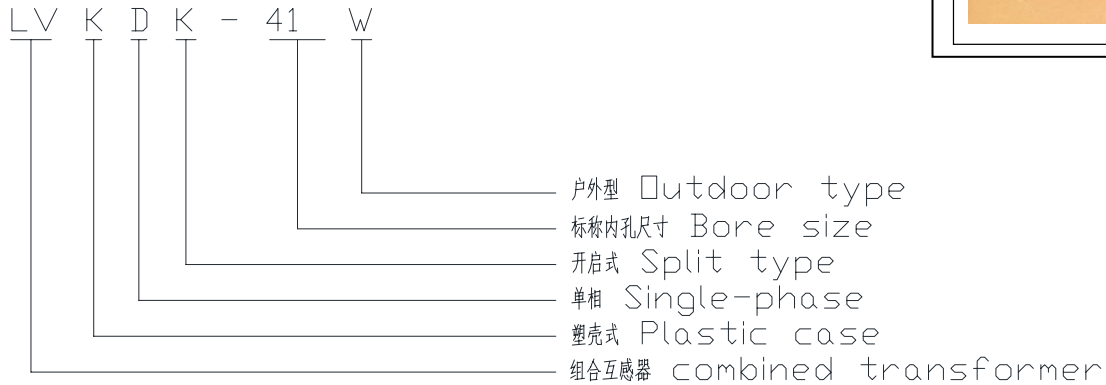 LV K D K - 41 W
户外型 Outdoor type
标称内孔尺寸 Bore size
开启式 Split type
单相 Single-phase
塑壳式 Plastic case
组合互感器 combined transformer